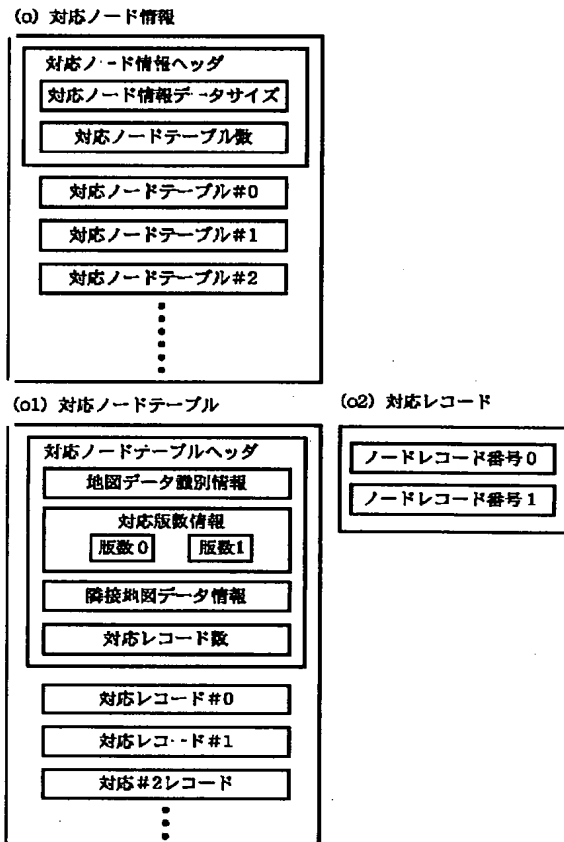 (o) 対応ノード情報
対応ノード情報ヘッダ
対応ノード情報データサイズ
対応ノードテーブル数
対応ノードテーブル#0
対応ノードテーブル#1
対応ノードテーブル#2
(o1) 対応ノードテーブル
対応ノードテーブルヘッダ
地図データ識別情報
対応版数情報
版数0 版数1
隣接地図データ情報
対応レコード数
対応レコード#0
対応レコード#1
対応#2レコード
(o2) 対応レコード
ノードレコード番号0
ノードレコード番号1